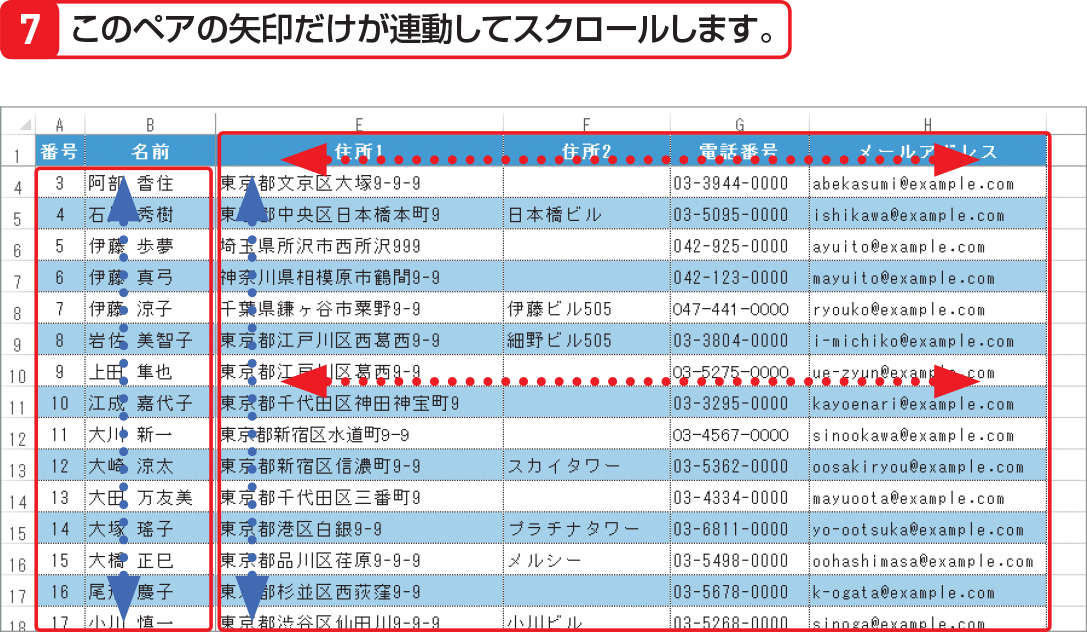 7 このペアの矢印だけが連動してスクロールします。
A B E F G H
1 番号 名前 住所1 住所2 電話番号 メールアドレス
4 3 阿部 香住 東京都文京区大塚9-9-9 03-3944-0000 abekasumi@example.com
5 4 石 秀樹 東京都中央区日本橋本町9 日本橋ビル 03-5095-0000 ishikawa@example.com
6 5 伊藤 歩夢 埼玉県所沢市西所沢999 042-925-0000 ayuito@example.com
7 6 伊藤 真弓 神奈川県相模原市鶴間9-9 042-123-0000 mayuito@example.com
8 7 伊藤 涼子 千葉県鎌ヶ谷市粟野9-9 伊藤ビル505 047-441-0000 ryouko@example.com
9 8 岩佐 美智子 東京都江戸川区西葛西9-9 細野ビル505 03-3804-0000 i-michiko@example.com
10 9 上田 隼也 東京都江戸川区葛西9-9 03-5275-0000 ue-zyun@example.com
11 10 江成 嘉代子 東京都千代田区神田神宝町9 03-3295-0000 kayoenari@example.com
12 11 大川 新一 東京都新宿区水道町9-9 03-4567-0000 sinookawa@example.com
13 12 大崎 涼太 東京都新宿区信濃町9-9 スカイタワー 03-5362-0000 oosakiryou@example.com
14 13 大田 万友美 東京都千代田区三番町9 03-4334-0000 mayuoota@example.com
15 14 大塚 瑤子 東京都港区白銀9-9 プラチナタワー 03-6811-0000 yo-ootsuka@example.com
16 15 大橋 正巳 東京都品川区荏原9-9-9 メルシー 03-5498-0000 oohashimasa@example.com
17 16 尾形 慶子 東京都杉並区西荻窪9-9 03-5678-0000 k-ogata@example.com
18 17 小川 慎一 東京都渋谷区仙田川9-9-9 小川ビル 03-5268-0000 sinoga@example.com